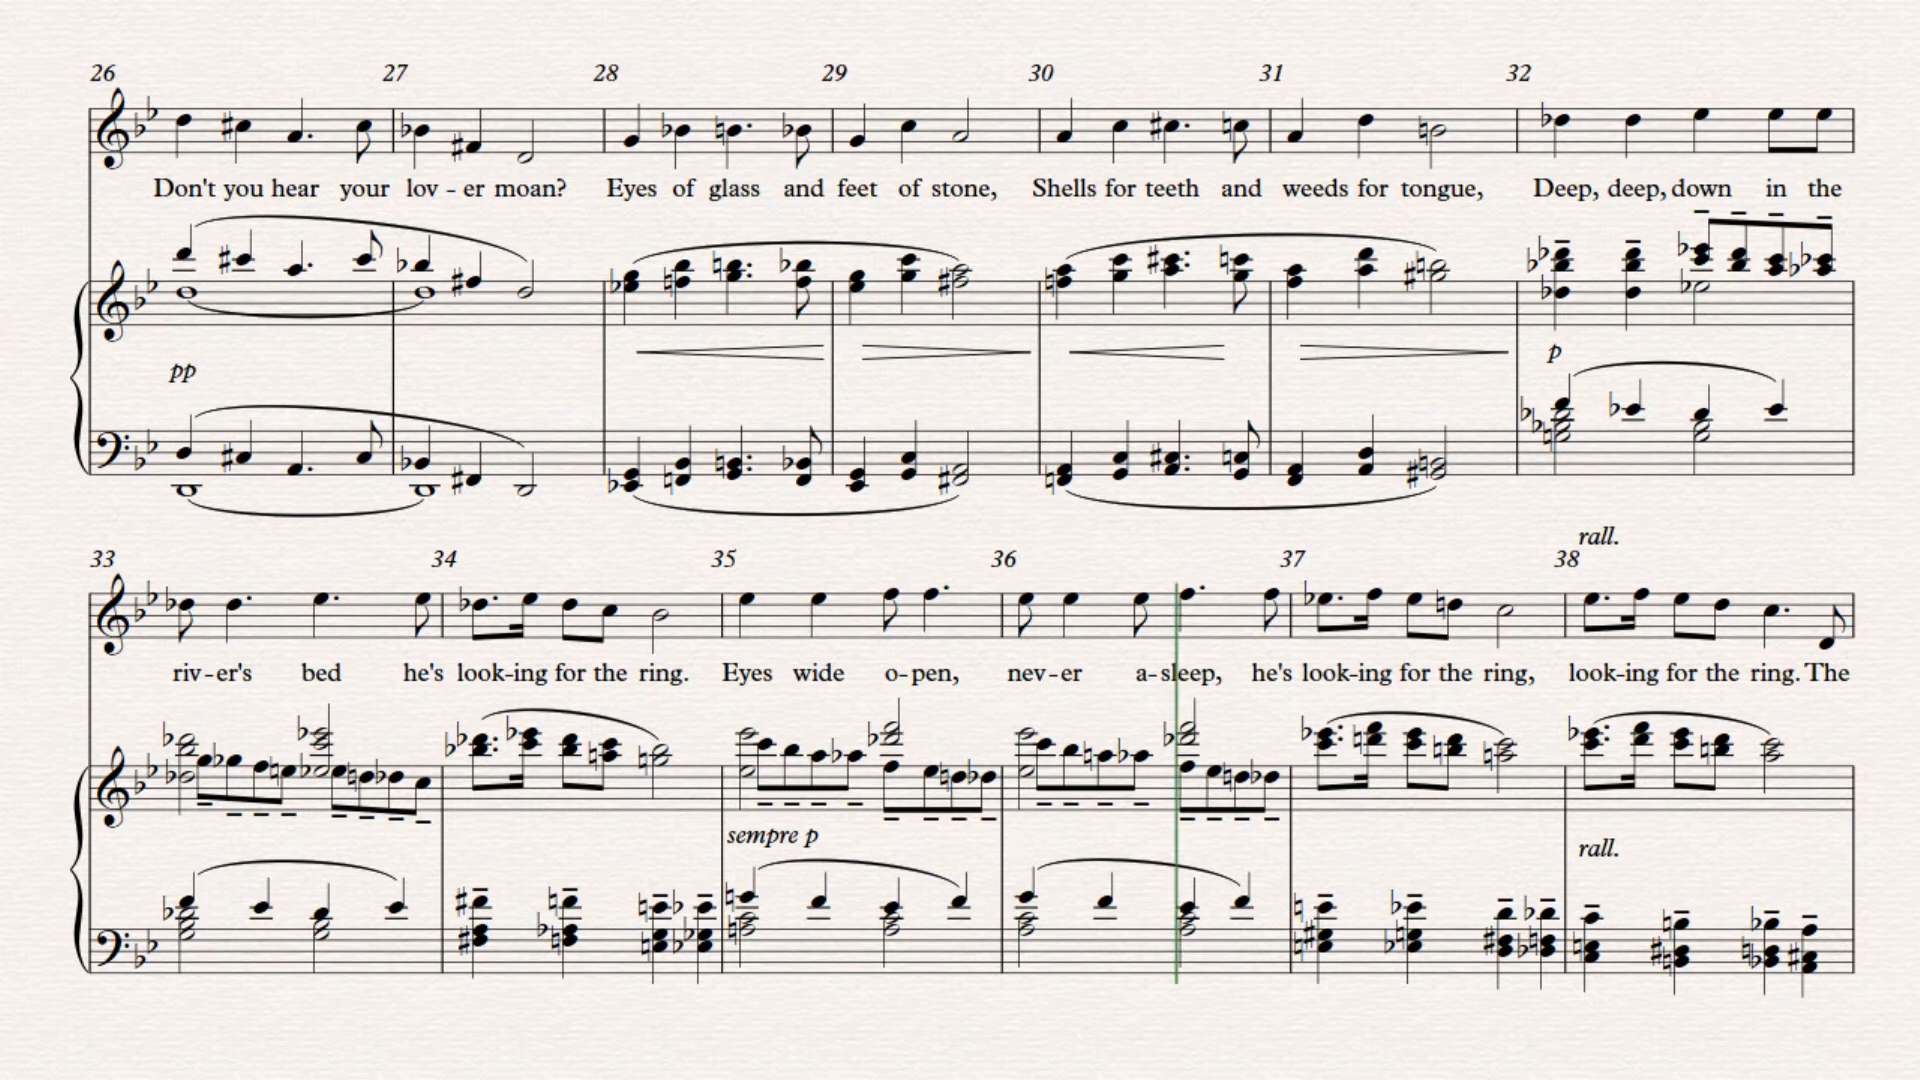 26 27 28 29 30 31 32
Don't you hear your lov - er moan? Eyes of glass and feet of stone, Shells for teeth and weeds for tongue, Deep, deep, down in the
pp p
rall.
33 34 35 36 37 38
riv - er's bed he's look-ing for the ring. Eyes wide o - pen, nev - er a - sleep, he's look-ing for the ring, look-ing for the ring. The
sempre p rall.